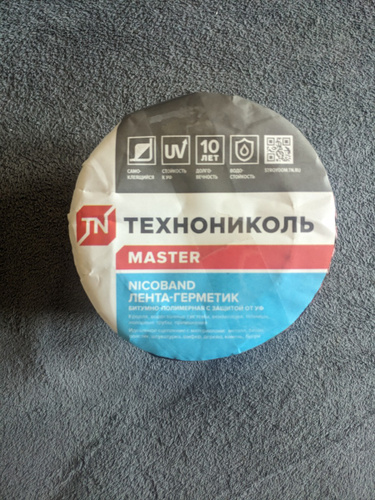 САМО-
КЛЕЯЩИЙСЯ
UV
СТОЙКОСТЬ
К УФ
10
ЛЕТ
ДОЛГО-
ВЕЧНОСТЬ
ВОДО-
СТОЙКОСТЬ
TN
ТЕХНОНИКОЛЬ
MASTER
NICOBAND
ЛЕНТА-ГЕРМЕТИК
БИТУМНО-ПОЛИМЕРНАЯ С ЗАЩИТОЙ ОТ УФ